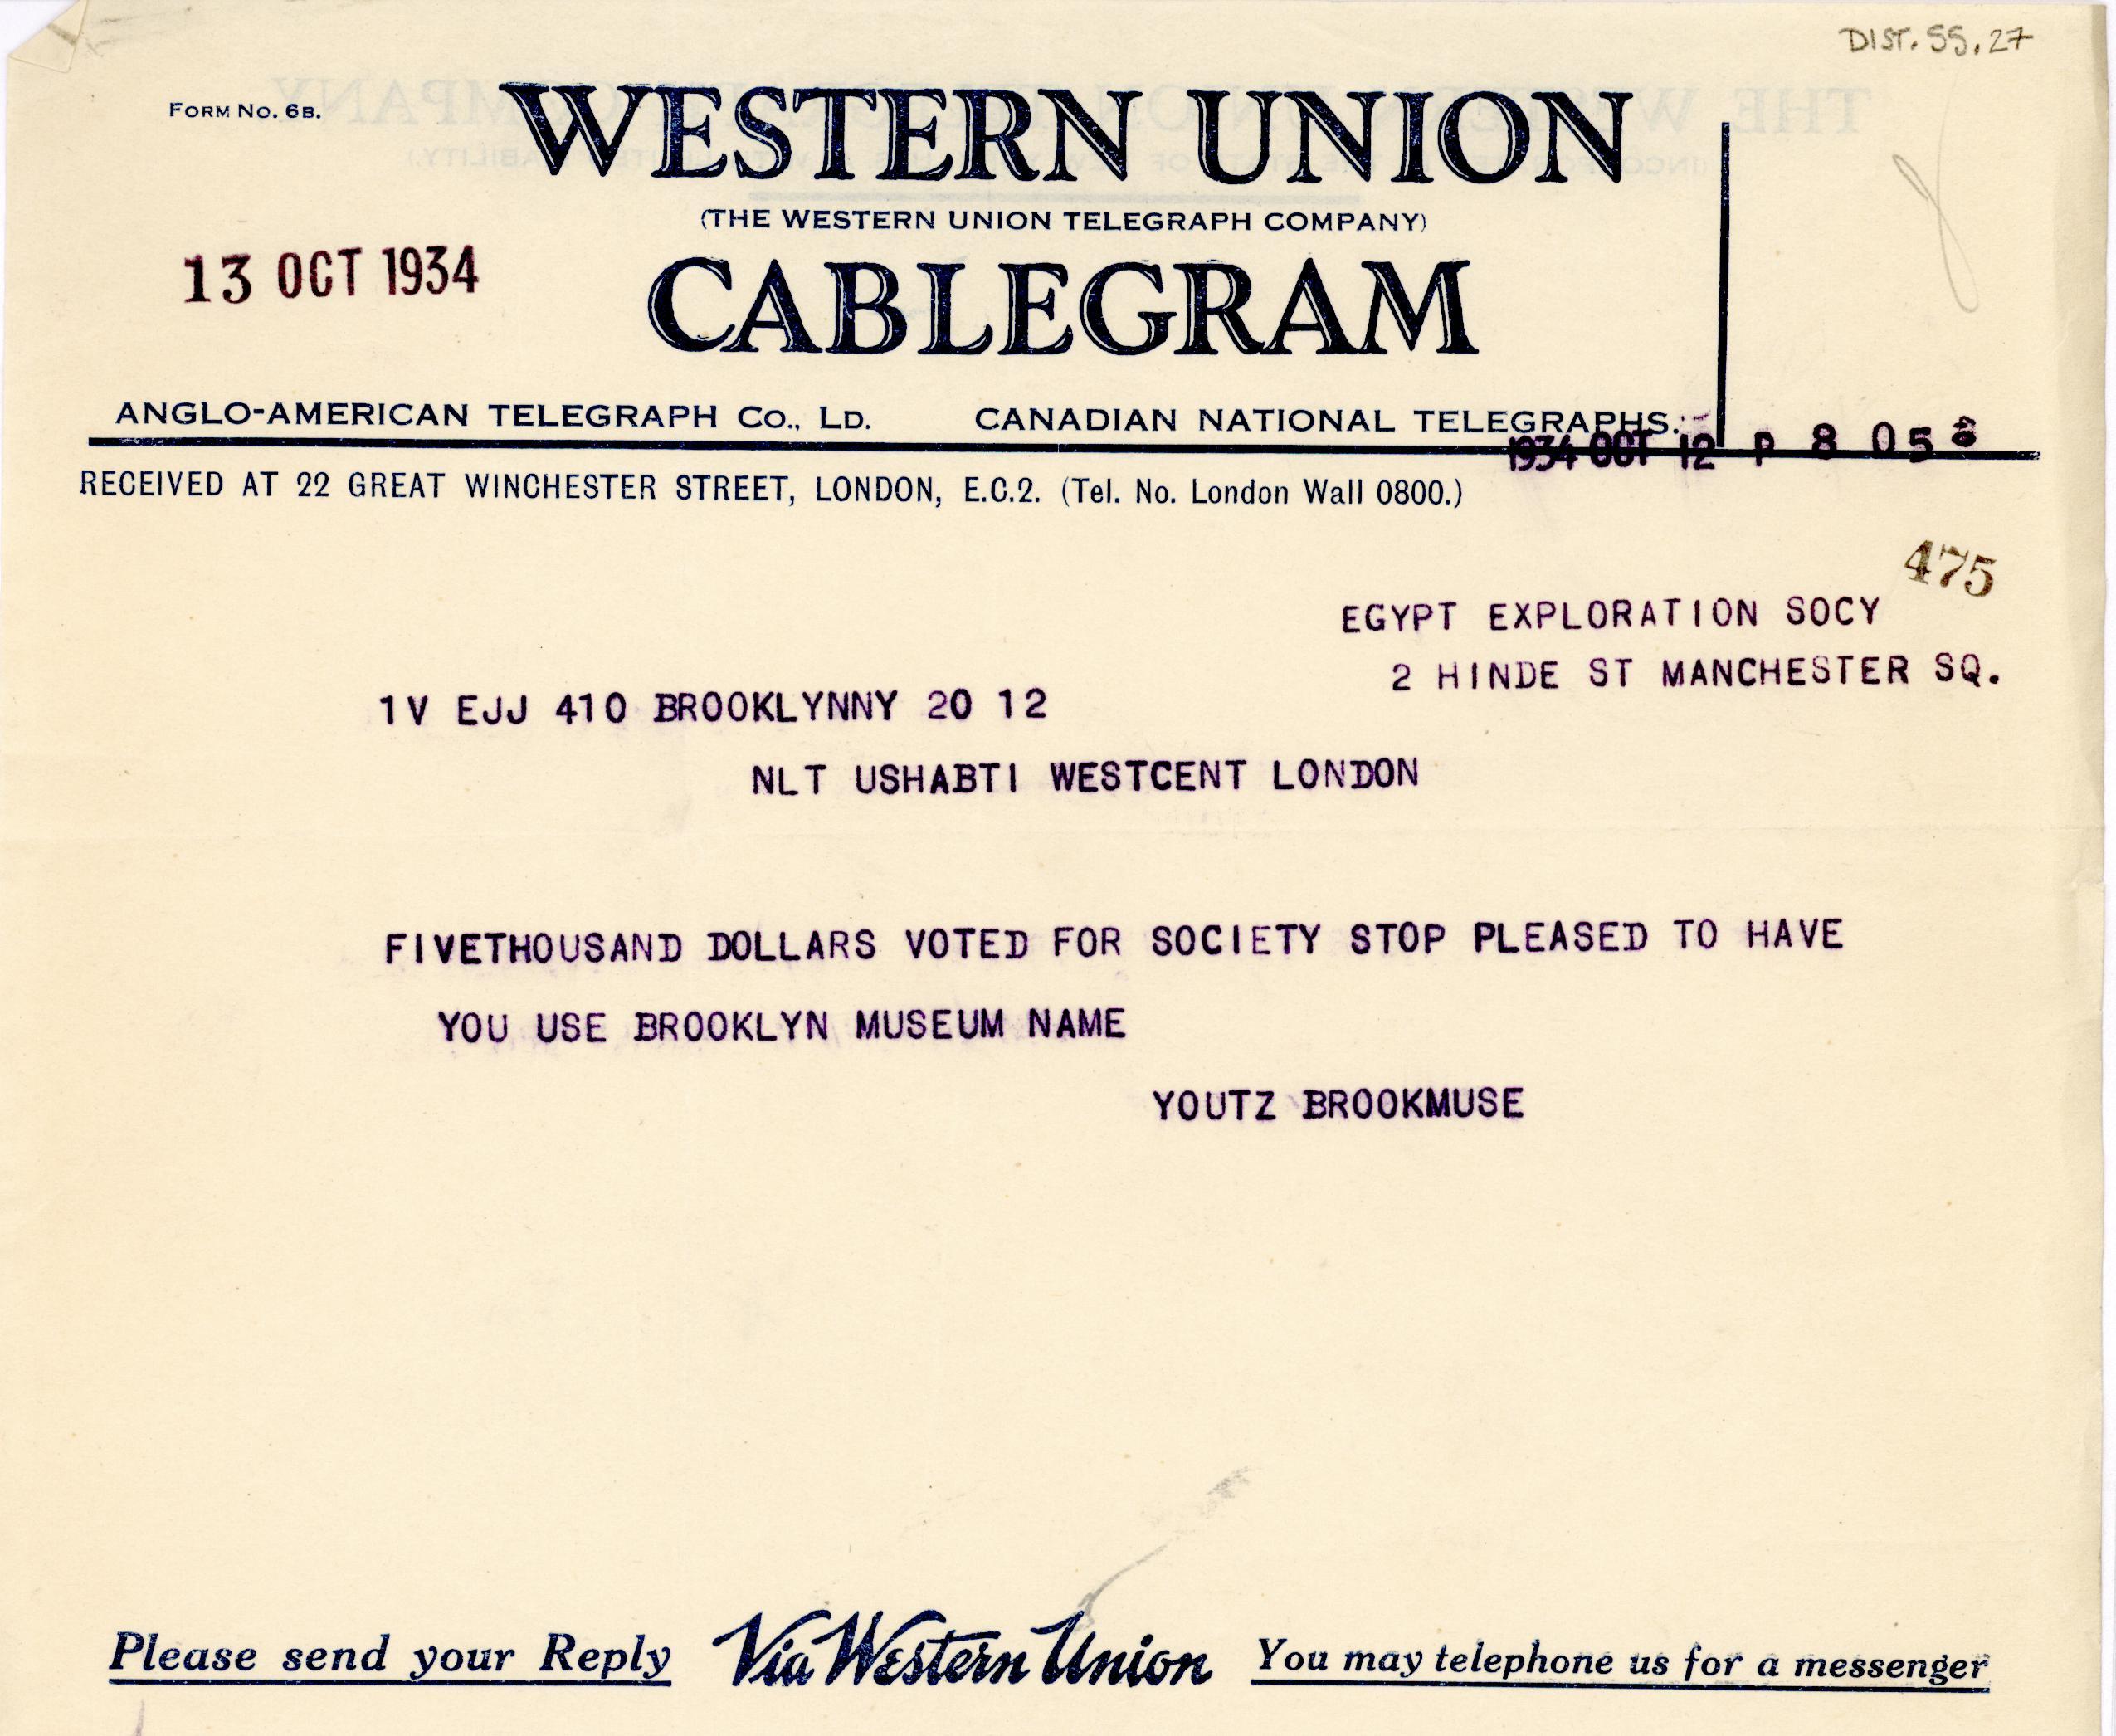 DIST. 55.27
FORM NO. 6B.
WESTERN UNION
(THE WESTERN UNION TELEGRAPH COMPANY)
13 OCT 1934
CABLEGRAM
ANGLO-AMERICAN TELEGRAPH Co., LD. CANADIAN NATIONAL TELEGRAPHS.
1934 OCT 12 P 8 05
RECEIVED AT 22 GREAT WINCHESTER STREET, LONDON, E.C.2. (Tel. No. London Wall 0800.)
475
EGYPT EXPLORATION SOCY
2 HINDE ST MANCHESTER SQ.
1V EJJ 410 BROOKLYNNY 20 12
NLT USHABTI WESTCENT LONDON
FIVETHOUSAND DOLLARS VOTED FOR SOCIETY STOP PLEASED TO HAVE
YOU USE BROOKLYN MUSEUM NAME
YOUTZ BROOKMUSE
Please send your Reply Via Western Union You may telephone us for a messenger